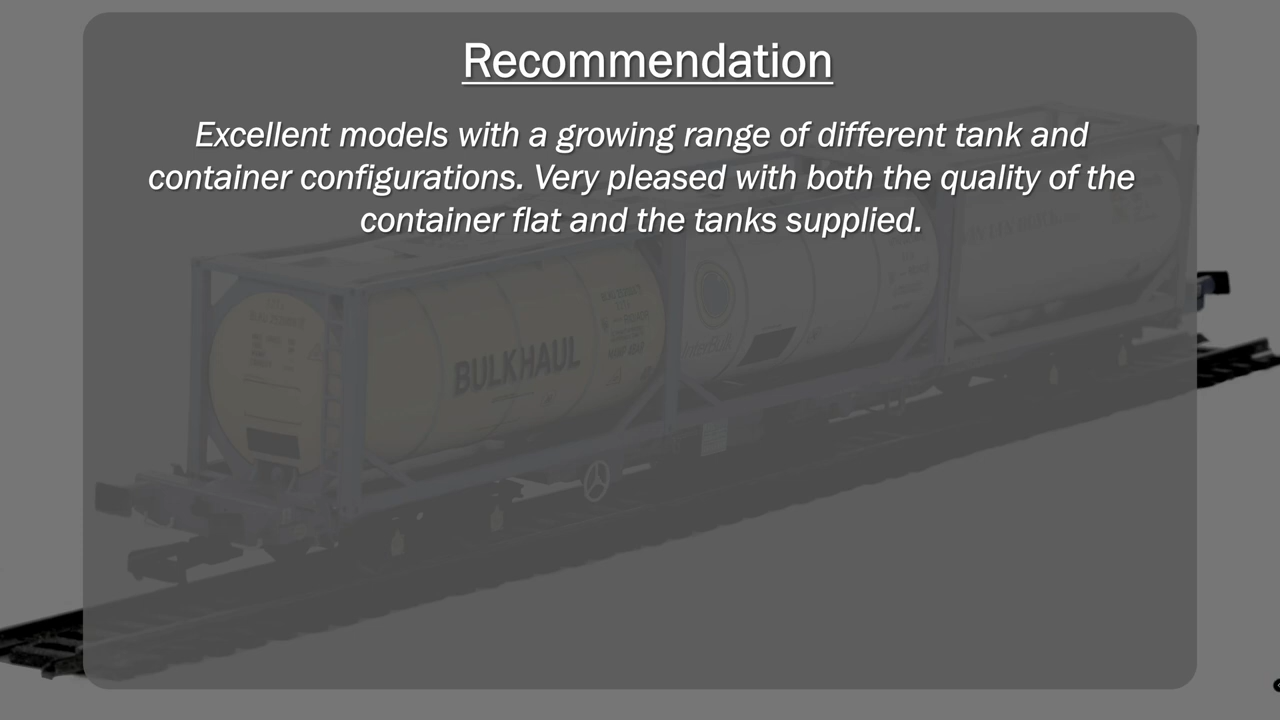 Recommendation
Excellent models with a growing range of different tank and
container configurations. Very pleased with both the quality of the
container flat and the tanks supplied.
BULKHAUL